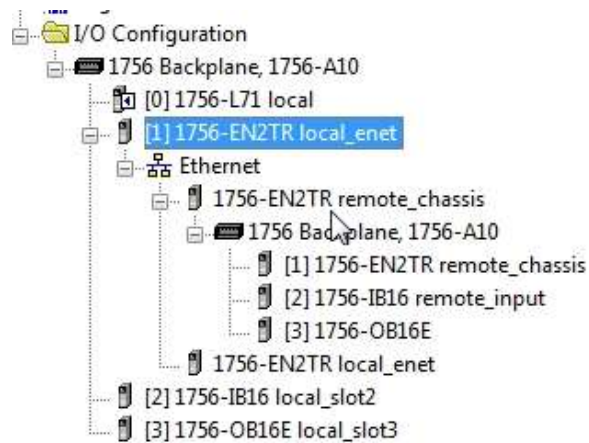 I/O Configuration
1756 Backplane, 1756-A10
[0] 1756-L71 local
[1] 1756-EN2TR local_enet
Ethernet
1756-EN2TR remote_chassis
1756 Backplane, 1756-A10
[1] 1756-EN2TR remote_chassis
[2] 1756-IB16 remote_input
[3] 1756-OB16E
1756-EN2TR local_enet
[2] 1756-IB16 local_slot2
[3] 1756-OB16E local_slot3